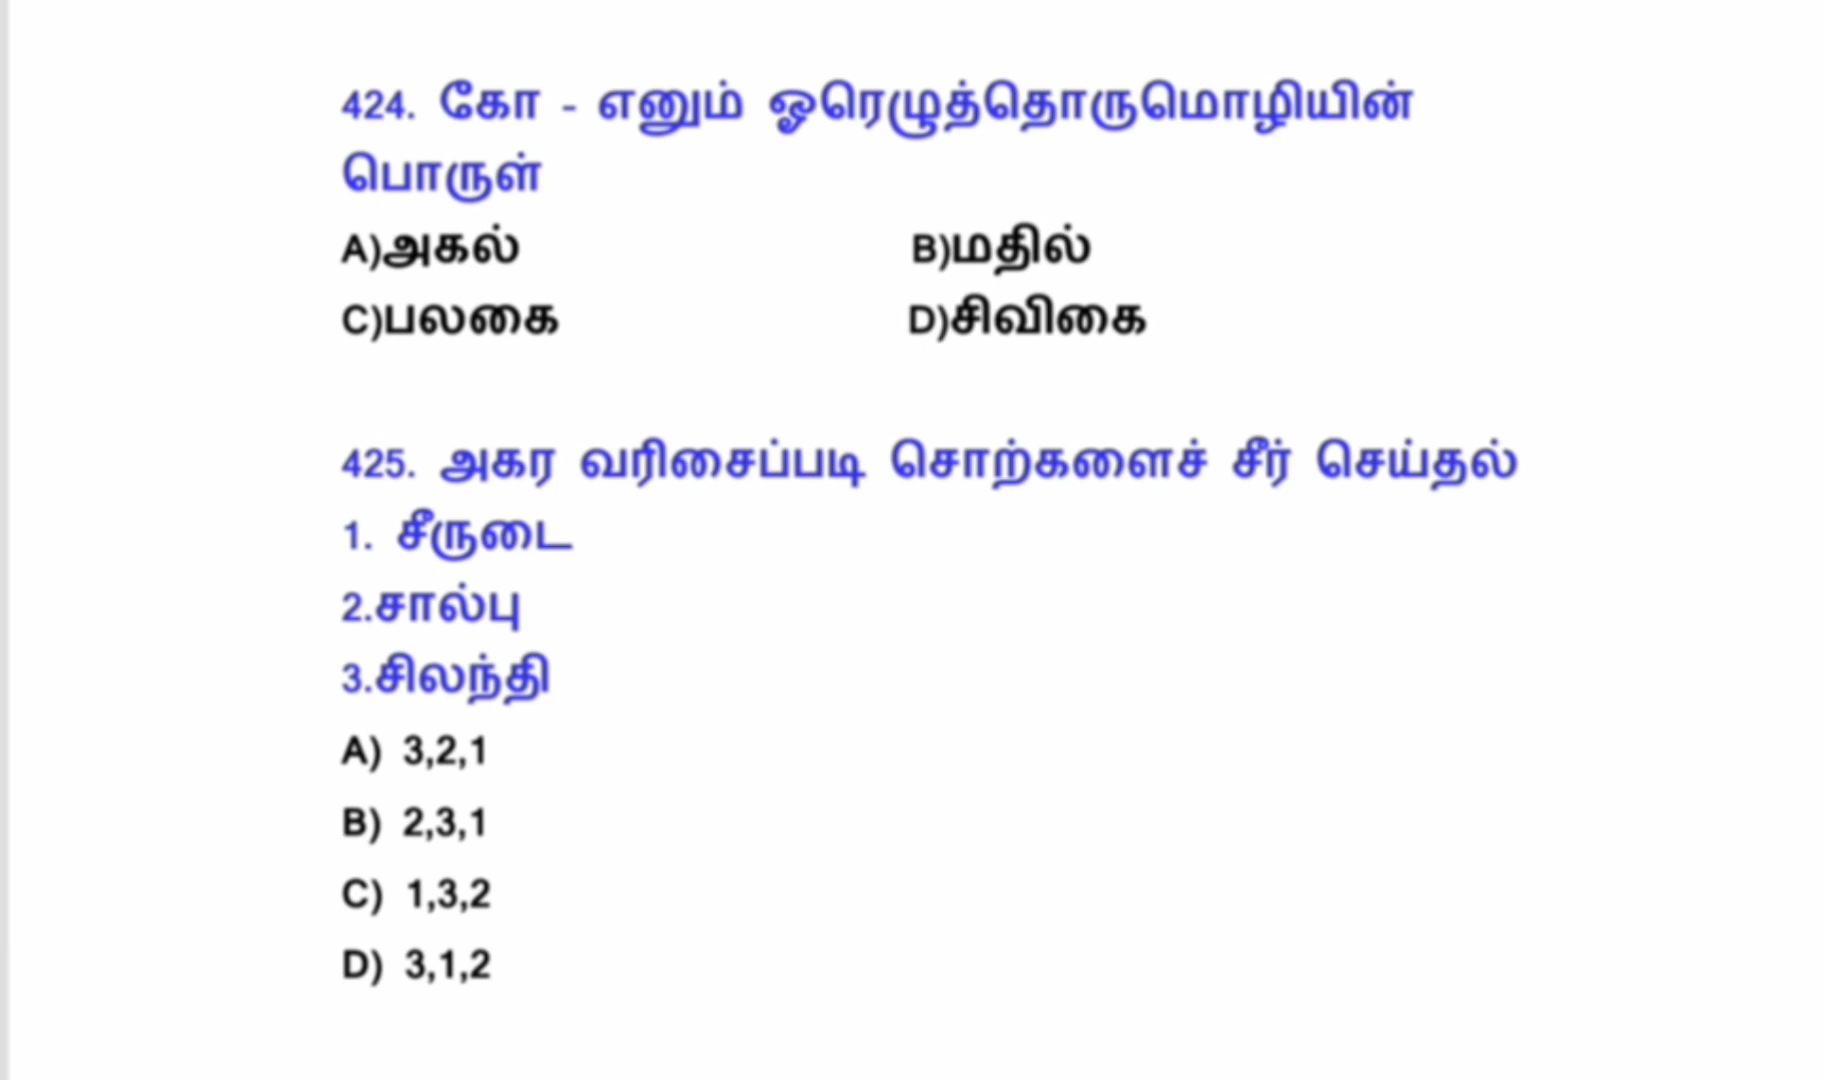 424. கோ - எனும் ஓரெழுத்தொருமொழியின்
பொருள்
A)அகல் B)மதில்
C)பலகை D)சிவிகை
425. அகர வரிசைப்படி சொற்களைச் சீர் செய்தல்
1. சீருடை
2.சால்பு
3.சிலந்தி
A) 3,2,1
B) 2,3,1
C) 1,3,2
D) 3,1,2